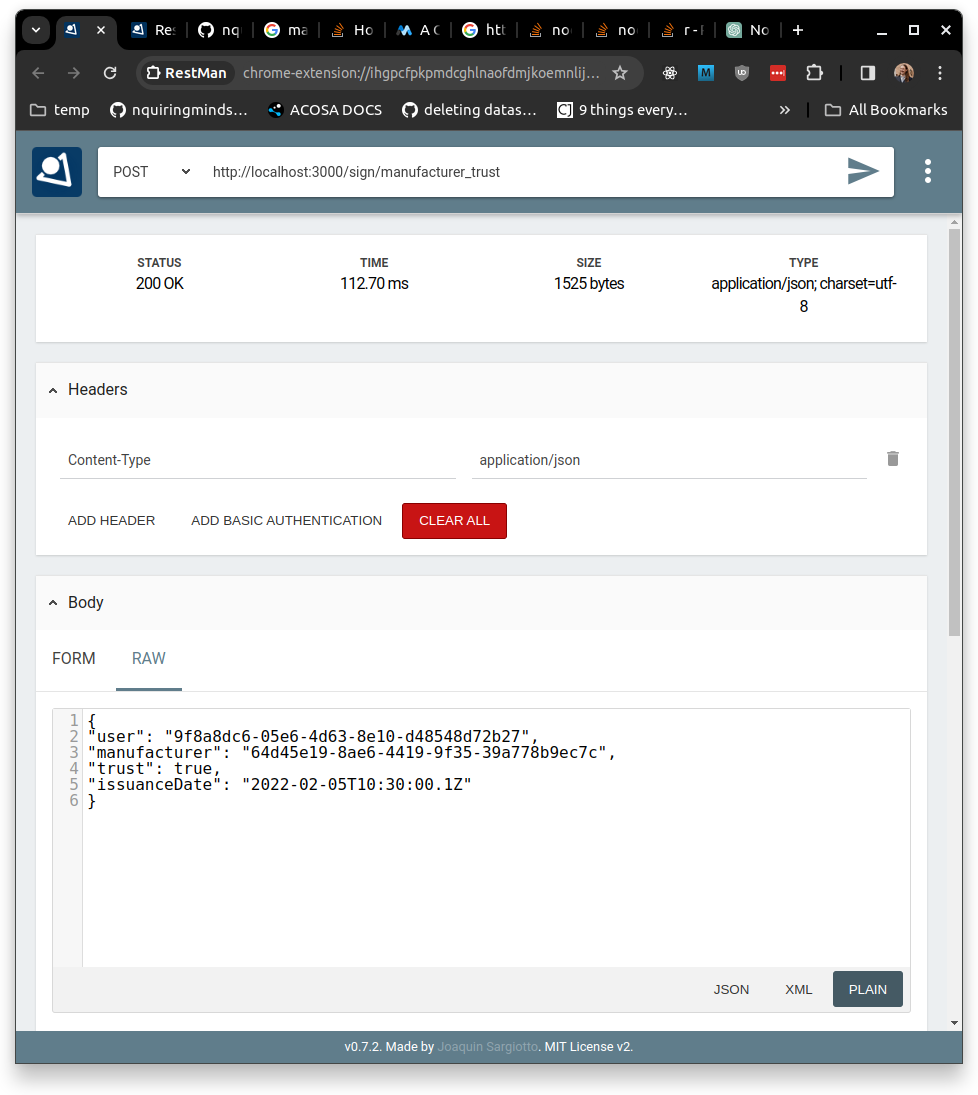 Res nq ma Ho A C htt no no r - F No
RestMan chrome-extension://ihgpcfpkpmdcghlnaofdmjkoemnlij…
temp nquiringminds… ACOSA DOCS deleting datas… 9 things every… » All Bookmarks
POST http://localhost:3000/sign/manufacturer_trust
STATUS TIME SIZE TYPE
200 OK 112.70 ms 1525 bytes application/json; charset=utf-
8
Headers
Content-Type application/json
ADD HEADER ADD BASIC AUTHENTICATION CLEAR ALL
Body
FORM RAW
1 {
2 "user": "9f8a8dc6-05e6-4d63-8e10-d48548d72b27",
3 "manufacturer": "64d45e19-8ae6-4419-9f35-39a778b9ec7c",
4 "trust": true,
5 "issuanceDate": "2022-02-05T10:30:00.1Z"
6 }
JSON XML PLAIN
v0.7.2. Made by Joaquin Sargiotto. MIT License v2.